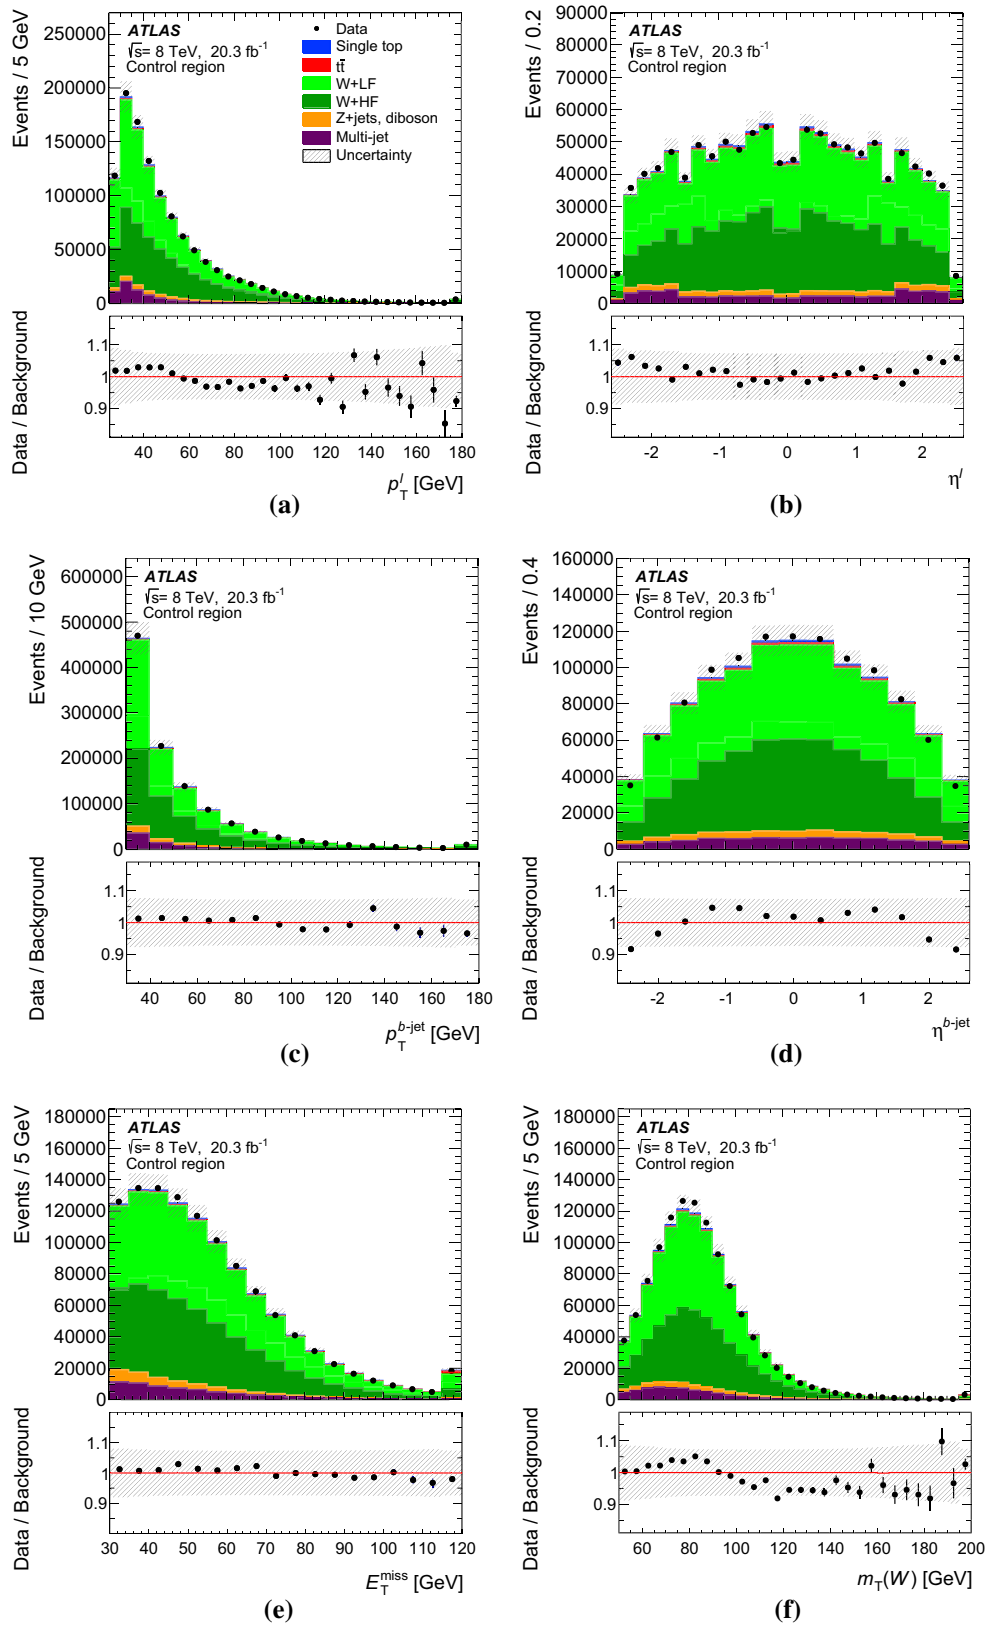 ATLAS
√s= 8 TeV, 20.3 fb⁻¹
Control region
Data
Single top
tt̄
W+LF
W+HF
Z+jets, diboson
Multi-jet
Uncertainty
Events / 5 GeV
250000
200000
150000
100000
50000
0
Data / Background
1.1
1
0.9
40 60 80 100 120 140 160 180
p_T^l [GeV]
(a)
ATLAS
√s= 8 TeV, 20.3 fb⁻¹
Control region
Events / 0.2
90000
80000
70000
60000
50000
40000
30000
20000
10000
0
Data / Background
1.1
1
0.9
-2 -1 0 1 2
η^l
(b)
ATLAS
√s= 8 TeV, 20.3 fb⁻¹
Control region
Events / 10 GeV
600000
500000
400000
300000
200000
100000
0
Data / Background
1.1
1
0.9
40 60 80 100 120 140 160 180
p_T^b-jet [GeV]
(c)
ATLAS
√s= 8 TeV, 20.3 fb⁻¹
Control region
Events / 0.4
160000
140000
120000
100000
80000
60000
40000
20000
0
Data / Background
1.1
1
0.9
-2 -1 0 1 2
η^b-jet
(d)
ATLAS
√s= 8 TeV, 20.3 fb⁻¹
Control region
Events / 5 GeV
180000
160000
140000
120000
100000
80000
60000
40000
20000
0
Data / Background
1.1
1
0.9
30 40 50 60 70 80 90 100 110 120
E_T^miss [GeV]
(e)
ATLAS
√s= 8 TeV, 20.3 fb⁻¹
Control region
Events / 5 GeV
180000
160000
140000
120000
100000
80000
60000
40000
20000
0
Data / Background
1.1
1
0.9
60 80 100 120 140 160 180 200
m_T(W) [GeV]
(f)